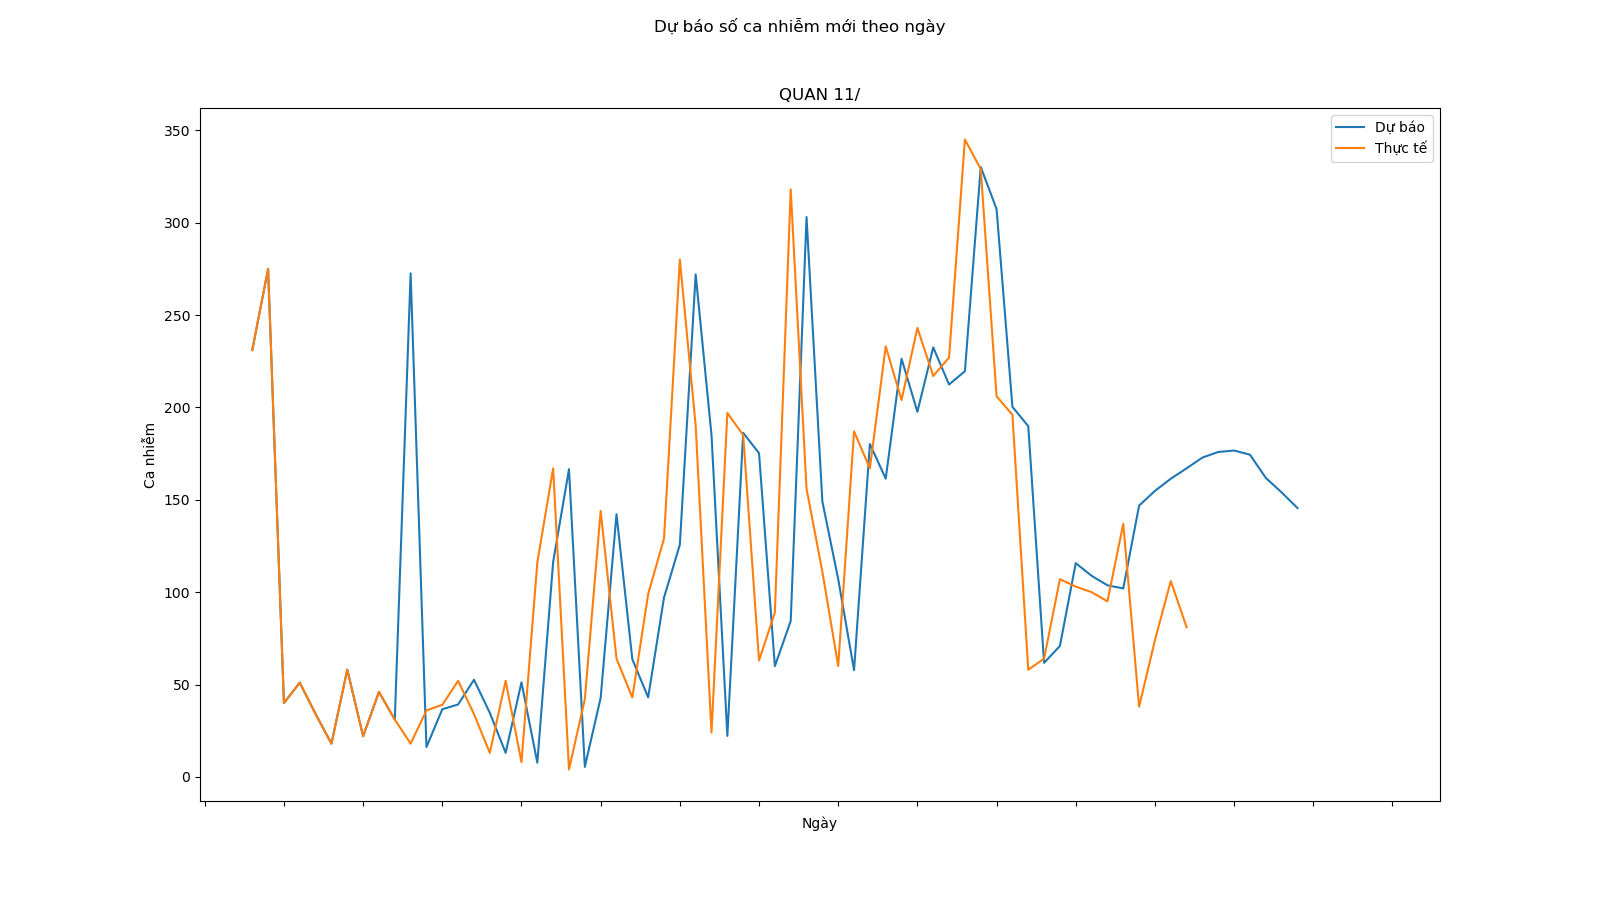 Dự báo số ca nhiễm mới theo ngày
QUAN 11/
Dự báo
Thực tế
350
300
250
200
150
100
50
0
Ca nhiễm
Ngày